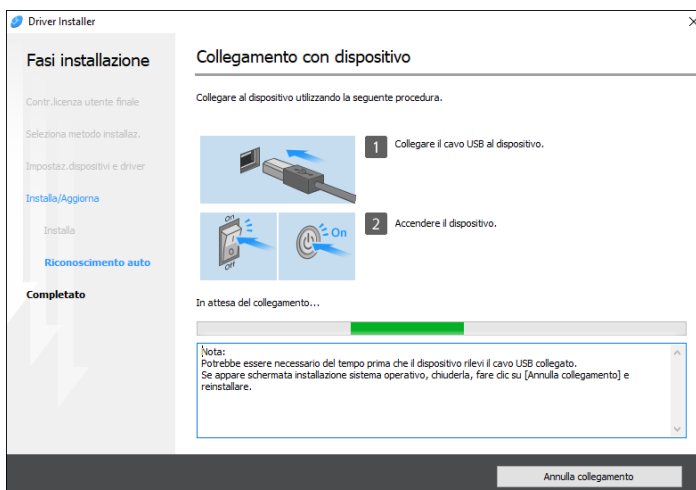 Driver Installer
Fasi installazione
Contr.licenza utente finale
Seleziona metodo installaz.
Impostaz.dispositivi e driver
Installa/Aggiorna
Installa
Riconoscimento auto
Completato
Collegamento con dispositivo
Collegare al dispositivo utilizzando la seguente procedura.
1 Collegare il cavo USB al dispositivo.
On
Off
On
2 Accendere il dispositivo.
In attesa del collegamento...
Nota:
Potrebbe essere necessario del tempo prima che il dispositivo rilevi il cavo USB collegato.
Se appare schermata installazione sistema operativo, chiuderla, fare clic su [Annulla collegamento] e
reinstallare.
Annulla collegamento